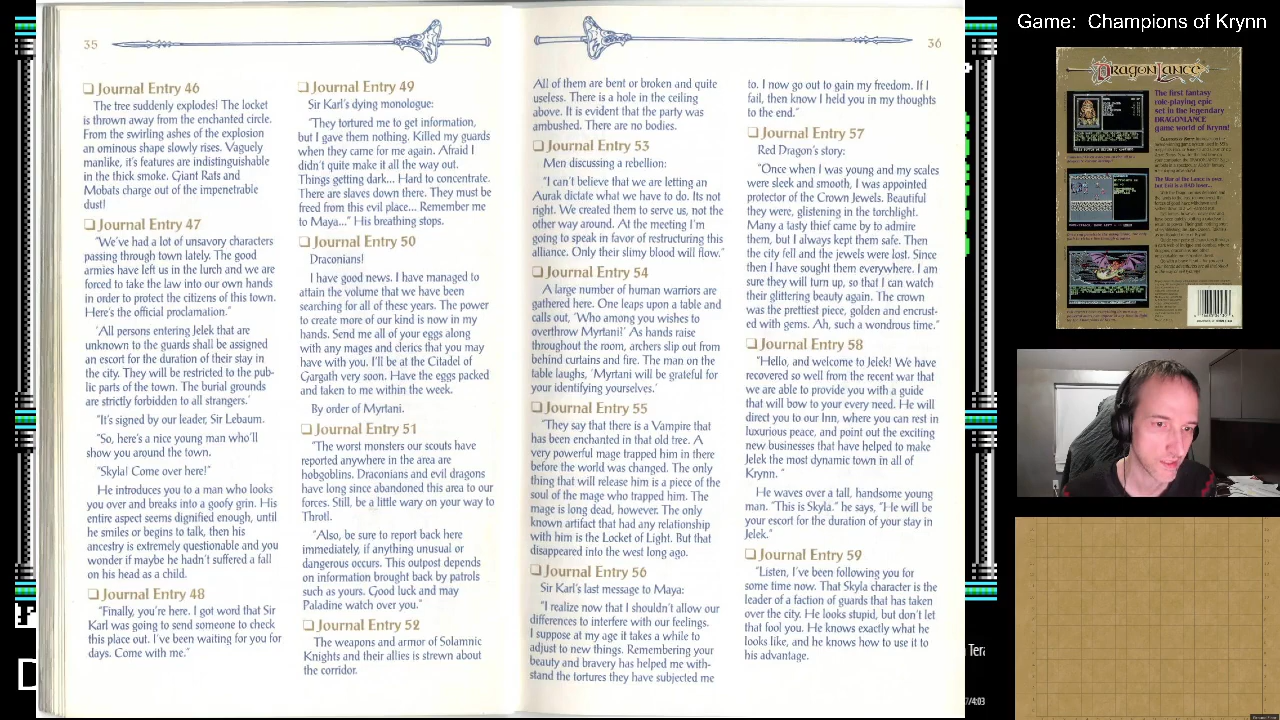 Game: Champions of Krynn
35
❑ Journal Entry 46
The tree suddenly explodes! The locket
is thrown away from the enchanted circle.
From the swirling ashes of the explosion
an ominous shape slowly rises. Vaguely
manlike, it's features are indistinguishable
in the thick smoke. Giant Rats and
Mobats charge out of the impenetrable
dust!
❑ Journal Entry 47
"We've had a lot of unsavory characters
passing through town lately. The good
armies have left us in the lurch and we are
forced to take the law into our own hands
in order to protect the citizens of this town.
Here's the official proclamation."
'All persons entering Jelek that are
unknown to the guards shall be assigned
an escort for the duration of their stay in
the city. They will be restricted to the pub-
lic parts of the town. The burial grounds
are strictly forbidden to all strangers.'
"It's signed by our leader, Sir Lebaum.
"So, here's a nice young man who'll
show you around the town.
"Skyla! Come over here!"
He introduces you to a man who looks
you over and breaks into a goofy grin. His
entire aspect seems dignified enough, until
he smiles or begins to talk, then his
ancestry is extremely questionable and you
wonder if maybe he hadn't suffered a fall
on his head as a child.
❑ Journal Entry 48
"Finally, you're here. I got word that Sir
Karl was going to send someone to check
this place out. I've been waiting for you for
days. Come with me."
❑ Journal Entry 49
Sir Karl's dying monologue:
"They tortured me for information,
but I gave them nothing. Killed my guards
when they came for me again. Afraid I
didn't quite make it all the way to freedom.
Things getting dark, hard to concentrate.
There are slaves down the hall, must be
freed from this evil place. Remember me
to Maya..." His breathing stops.
❑ Journal Entry 50
Draconians!
I have good news. I have managed to
attain the volume that we have been
searching for all of these years. The power
to create more of your kind is now in my
hands. Send me any good dragon eggs along
with any mages and clerics that you may
have with you. I'll be at the citadel of
Gargath very soon. Have the eggs packed
and taken to me within the week.
By order of Myrtani.
❑ Journal Entry 51
"The worst monsters our scouts have
reported anywhere in the area are
hobgoblins. Draconians and evil dragons
have long since abandoned this area to our
forces. Still, be a little wary on your way to
Throtl.
"Also, be sure to report back here
immediately, if anything unusual or
dangerous occurs. This outpost depends
on information brought back by patrols
such as yours. Good luck and may
Paladine watch over you."
❑ Journal Entry 52
The weapons and armor of Solamnic
Knights and their allies is strewn about
the corridor.
36
All of them are bent or broken and quite
useless. There is a hole in the ceiling
above. It is evident that the party was
ambushed. There are no bodies.
❑ Journal Entry 53
Men discussing a rebellion:
"I can't believe that we are letting an
Aurak dictate what we have to do. Its not
right! We created them to serve us, not the
other way around! At the meeting I'm
going to speak in favor of restructuring this
alliance. Only then will slimy blood will flow."
❑ Journal Entry 54
A large number of human warriors are
gathered here. One leaps upon a table and
calls out, 'Who among you wishes to
overthrow Myrtani?' As hands raise
throughout the room, archers slip out from
behind curtains and fire. The man on the
table laughs, 'Myrtani will be grateful for
your identifying yourselves.'
❑ Journal Entry 55
They say that there is a Vampire that
has been enchanted in that old tree. A
very powerful mage trapped him in there
before the world was changed. The only
thing that will release him is a piece of the
soul of the mage who trapped him. The
mage is long dead, however. The only
known artifact that had any relationship
with him is the Locket of Light. But that
disappeared into the west long ago.
❑ Journal Entry 56
Karl's last message to Maya:
"I realize now that I shouldn't allow our
differences to interfere with our feelings.
I suppose at my age it takes a while to
adjust to new things. Remembering your
beauty and bravery has helped me with-
stand the tortures they have subjected me
to. I now go out to gain my freedom. If I
fail, then know I held you in my thoughts
to the end."
❑ Journal Entry 57
Red Dragon's story:
"Once when I was young and my scales
were sleek and smooth, I was appointed
viewer of the Crown Jewels. Beautiful
they were, glistening in the torchlight.
Many a tasty thief came by to admire
them, but I always kept them safe. Then
the city fell and the jewels were lost. Since
then I have sought them everywhere. I am
sure they will turn up, so that I can watch
their glittering beauty again. The crown
was the prettiest piece, golden and encrust-
ed with gems. Ah, such a wondrous time."
❑ Journal Entry 58
"Hello, and welcome to Jelek! We have
recovered so well from the recent war that
we are able to provide you with a guide
that will bow to your every need. He will
direct you to our Inn, where you can rest in
luxurious peace, and point out the exciting
new businesses that have helped to make
Jelek the most dynamic town in all of
Krynn. "
He waves over a tall, handsome young
man. "This is Skyla." he says, "He will be
your escort for the duration of your stay in
Jelek."
❑ Journal Entry 59
"Listen, I've been following you for
some time now. That Skyla character is the
leader of a faction of guards that has taken
over the city. He looks stupid, but don't let
that fool you. He knows exactly what he
looks like, and he knows how to use it to
his advantage.
DragonLance
The first fantasy
role-playing epic
set in the legendary
DRAGONLANCE
game world of Krynn!
The War of the Lance is over,
but Evil is a BAD loser...
Tera
7/4:03